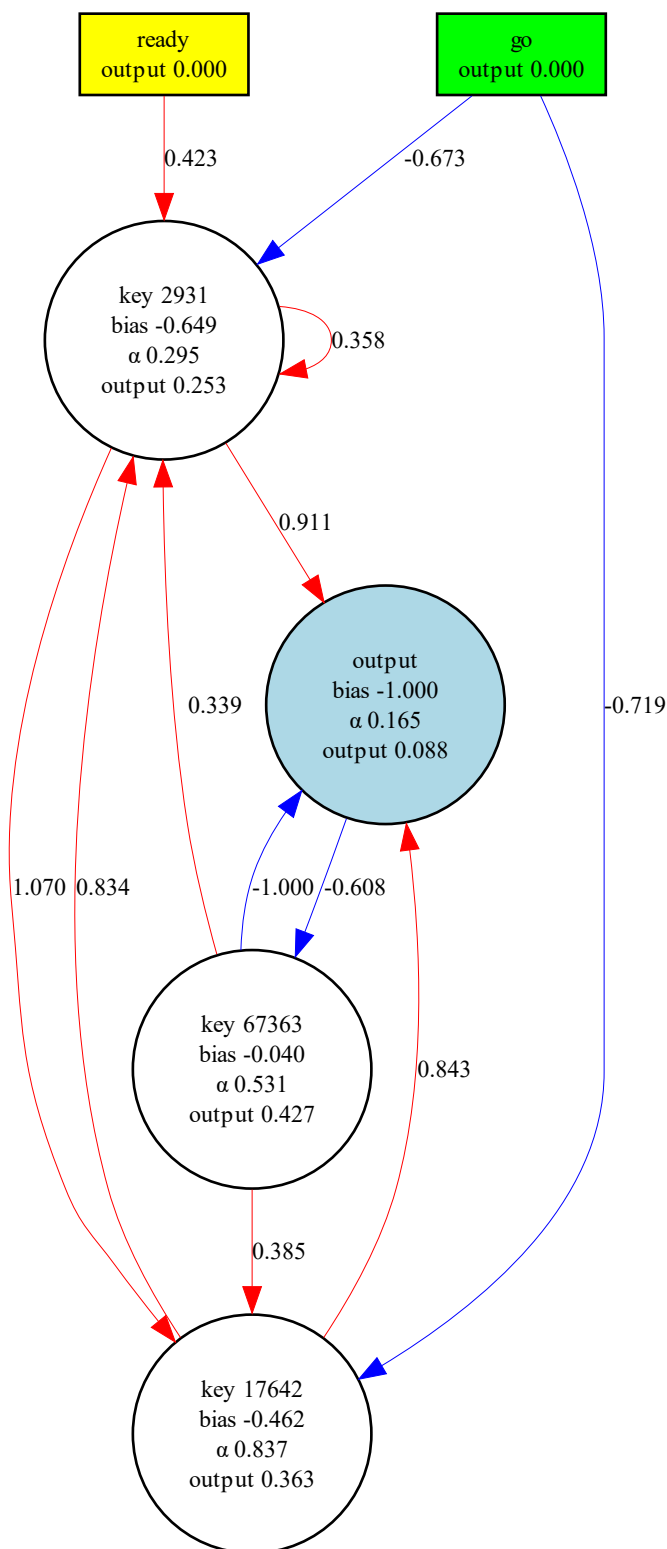 ready
output 0.000
go
output 0.000
0.423
-0.673
key 2931
bias -0.649
α 0.295
output 0.253
0.358
0.911
output
bias -1.000
α 0.165
output 0.088
0.339
-0.719
1.070
0.834
-1.000
-0.608
key 67363
bias -0.040
α 0.531
output 0.427
0.843
0.385
key 17642
bias -0.462
α 0.837
output 0.363